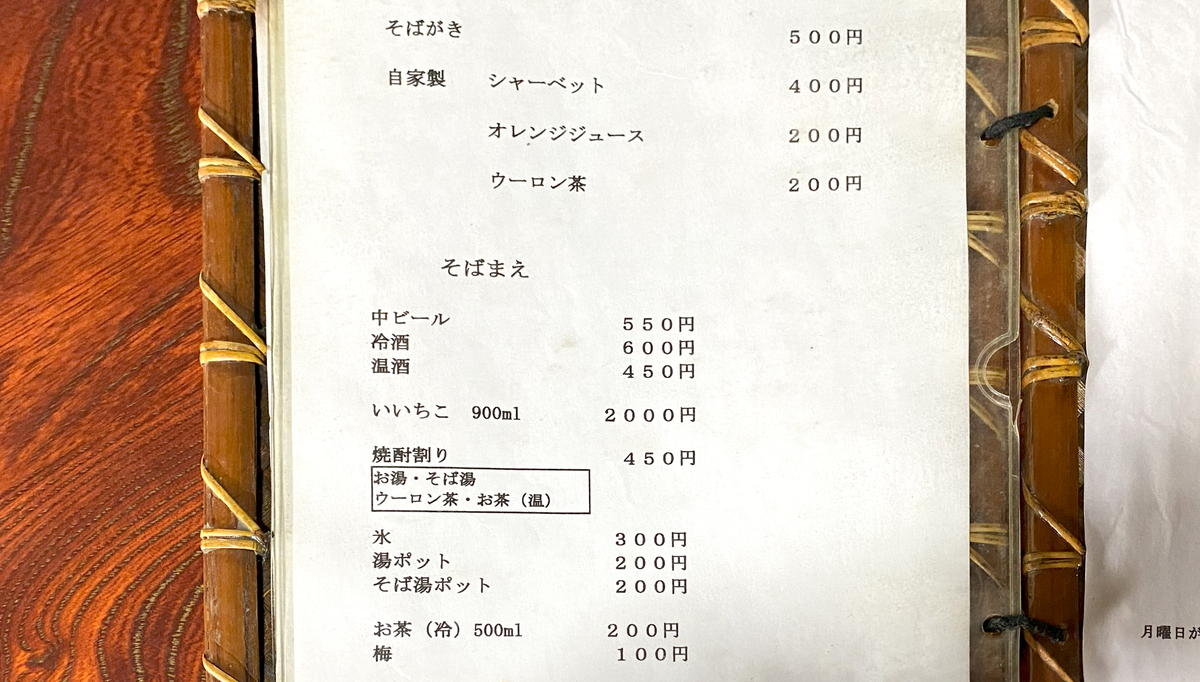 そばがき 500円
自家製 シャーベット 400円
オレンジジュース 200円
ウーロン茶 200円
そばまえ
中ビール 550円
冷酒 600円
温酒 450円
いいちこ 900ml 2000円
焼酎割り 450円
お湯・そば湯
ウーロン茶・お茶（温）
氷 300円
湯ポット 200円
そば湯ポット 200円
お茶（冷）500ml 200円
梅 100円
月曜日が